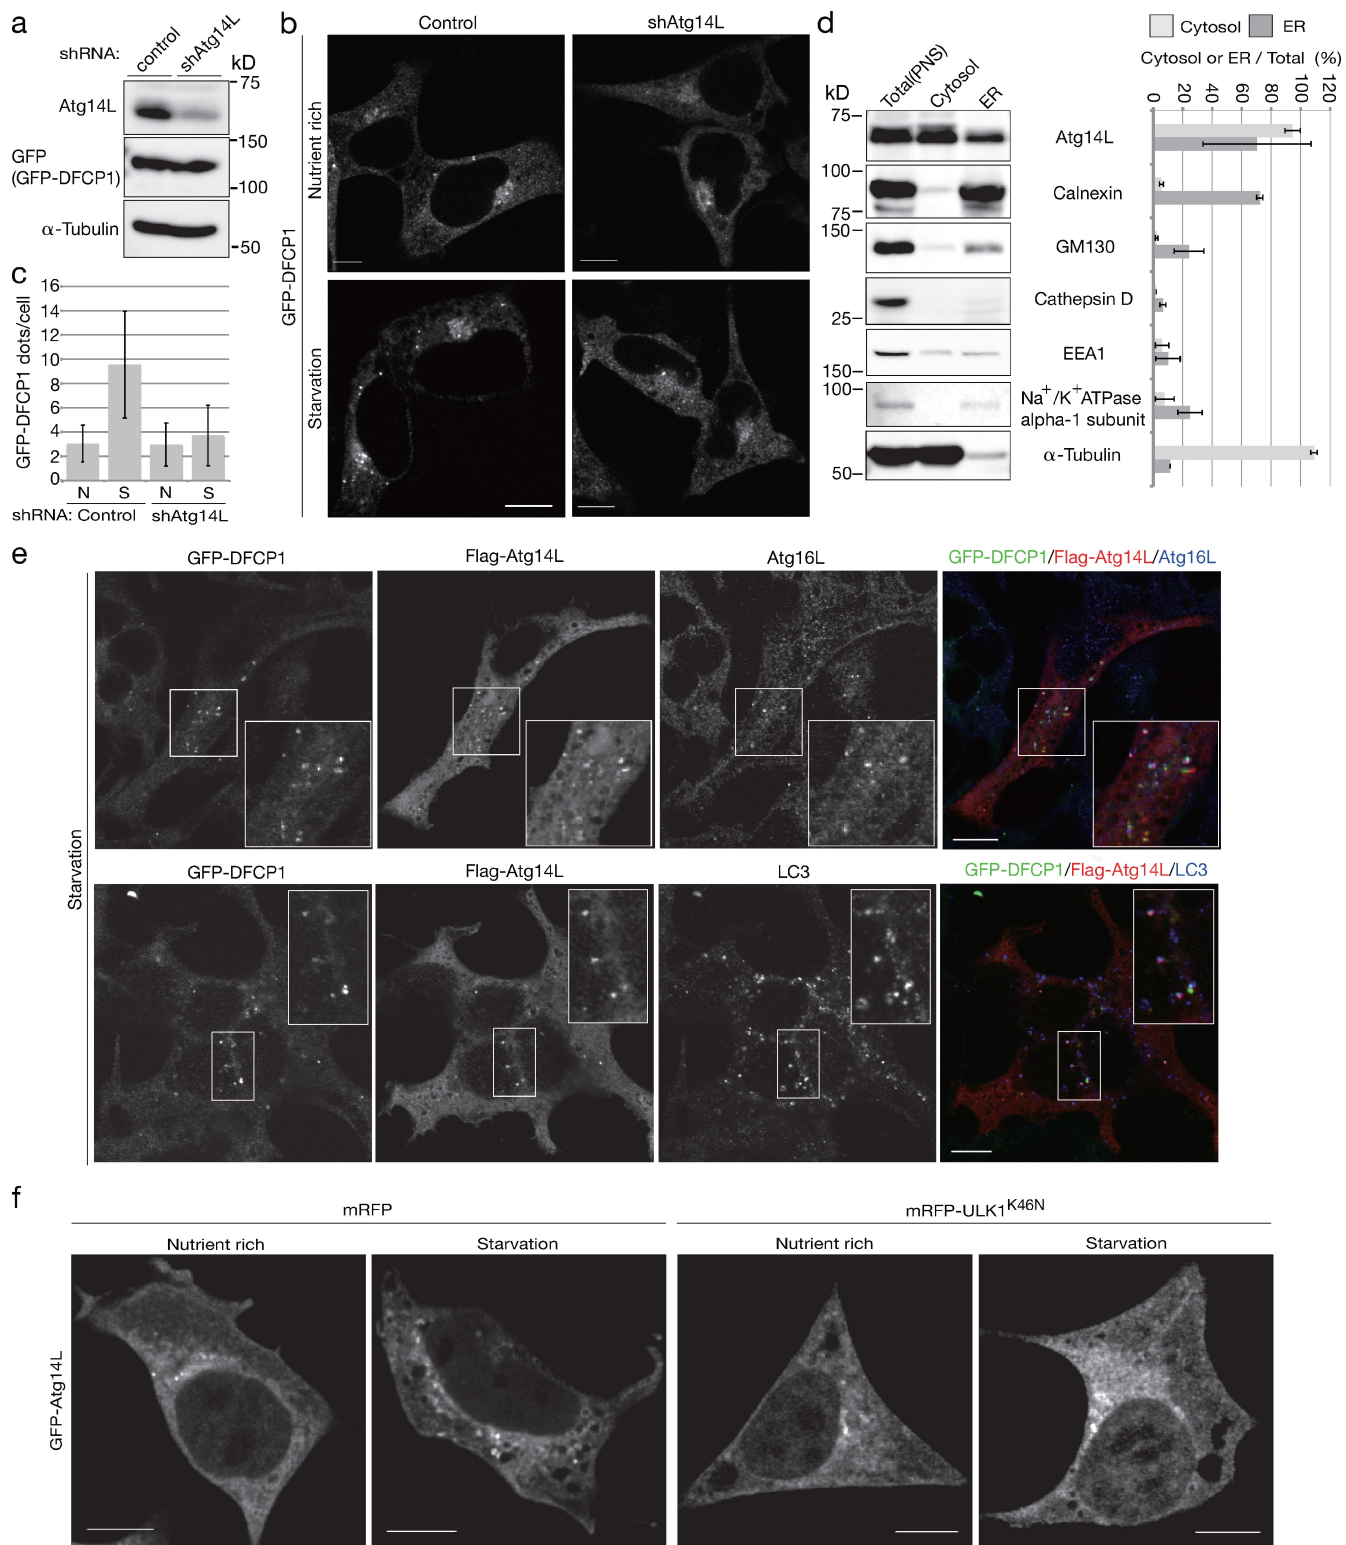 a
shRNA:
control
shAtg14L
kD
Atg14L
75
GFP
(GFP-DFCP1)
150
100
α-Tubulin
50
b
Control
shAtg14L
GFP-DFCP1
Nutrient rich
Starvation
c
GFP-DFCP1 dots/cell
16
14
12
10
8
6
4
2
0
N S N S
shRNA: Control shAtg14L
d
kD
Total(PNS)
Cytosol
ER
75
100
75
150
25
150
100
50
Cytosol ER
Cytosol or ER / Total (%)
0 20 40 60 80 100 120
Atg14L
Calnexin
GM130
Cathepsin D
EEA1
Na+/K+ATPase
alpha-1 subunit
α-Tubulin
e
Starvation
GFP-DFCP1 Flag-Atg14L Atg16L GFP-DFCP1/Flag-Atg14L/Atg16L
GFP-DFCP1 Flag-Atg14L LC3 GFP-DFCP1/Flag-Atg14L/LC3
f
mRFP mRFP-ULK1K46N
Nutrient rich Starvation Nutrient rich Starvation
GFP-Atg14L